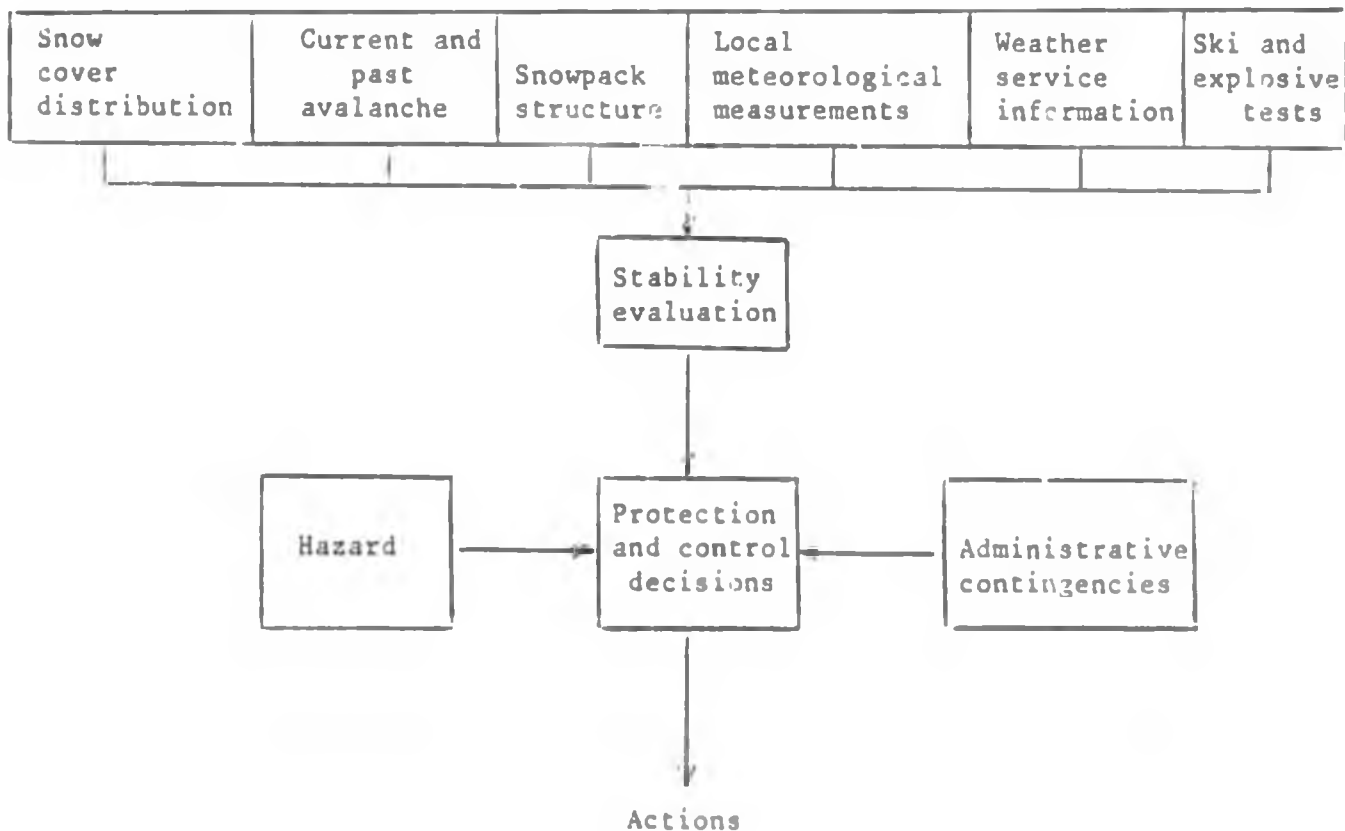 Snow
cover
distribution
Current and
past
avalanche
Snowpack
structure
Local
meteorological
measurements
Weather
service
information
Ski and
explosive
tests
Stability
evaluation
Hazard
Protection
and control
decisions
Administrative
contingencies
Actions